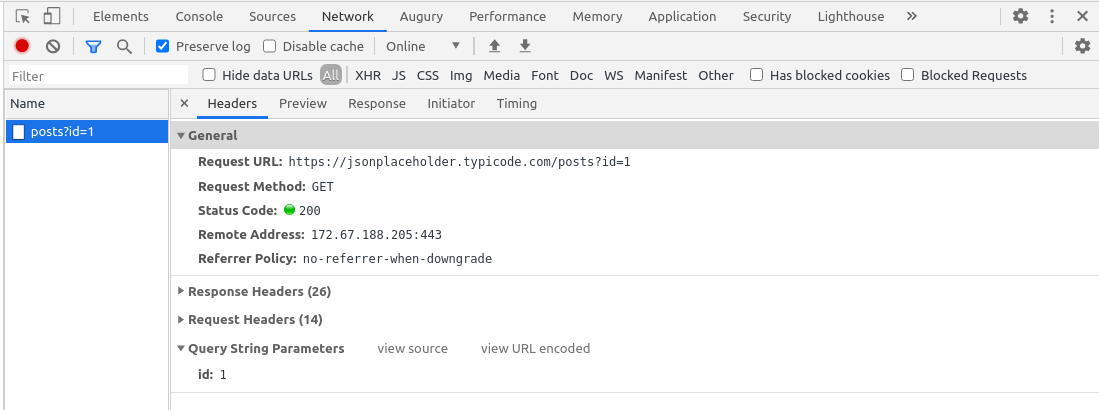 Elements Console Sources Network Augury Performance Memory Application Security Lighthouse »
Preserve log Disable cache Online
Filter Hide data URLs All XHR JS CSS Img Media Font Doc WS Manifest Other Has blocked cookies Blocked Requests
Name × Headers Preview Response Initiator Timing
posts?id=1
General
Request URL: https://jsonplaceholder.typicode.com/posts?id=1
Request Method: GET
Status Code: 200
Remote Address: 172.67.188.205:443
Referrer Policy: no-referrer-when-downgrade
Response Headers (26)
Request Headers (14)
Query String Parameters view source view URL encoded
id: 1